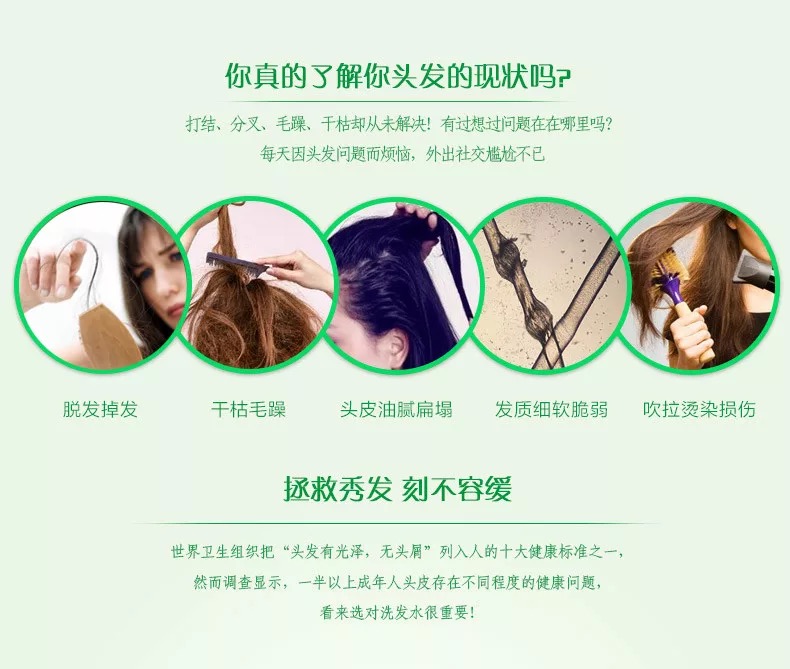 你真的了解你头发的现状吗?
打结、分叉、毛躁、干枯却从未解决！有过想过问题在在哪里吗?
每天因头发问题而烦恼，外出社交尴尬不已
脱发掉发
干枯毛躁
头皮油腻扁塌
发质细软脆弱
吹拉烫染损伤
拯救秀发 刻不容缓
世界卫生组织把“头发有光泽，无头屑”列入人的十大健康标准之一，
然而调查显示，一半以上成年人头皮存在不同程度的健康问题，
看来选对洗发水很重要！